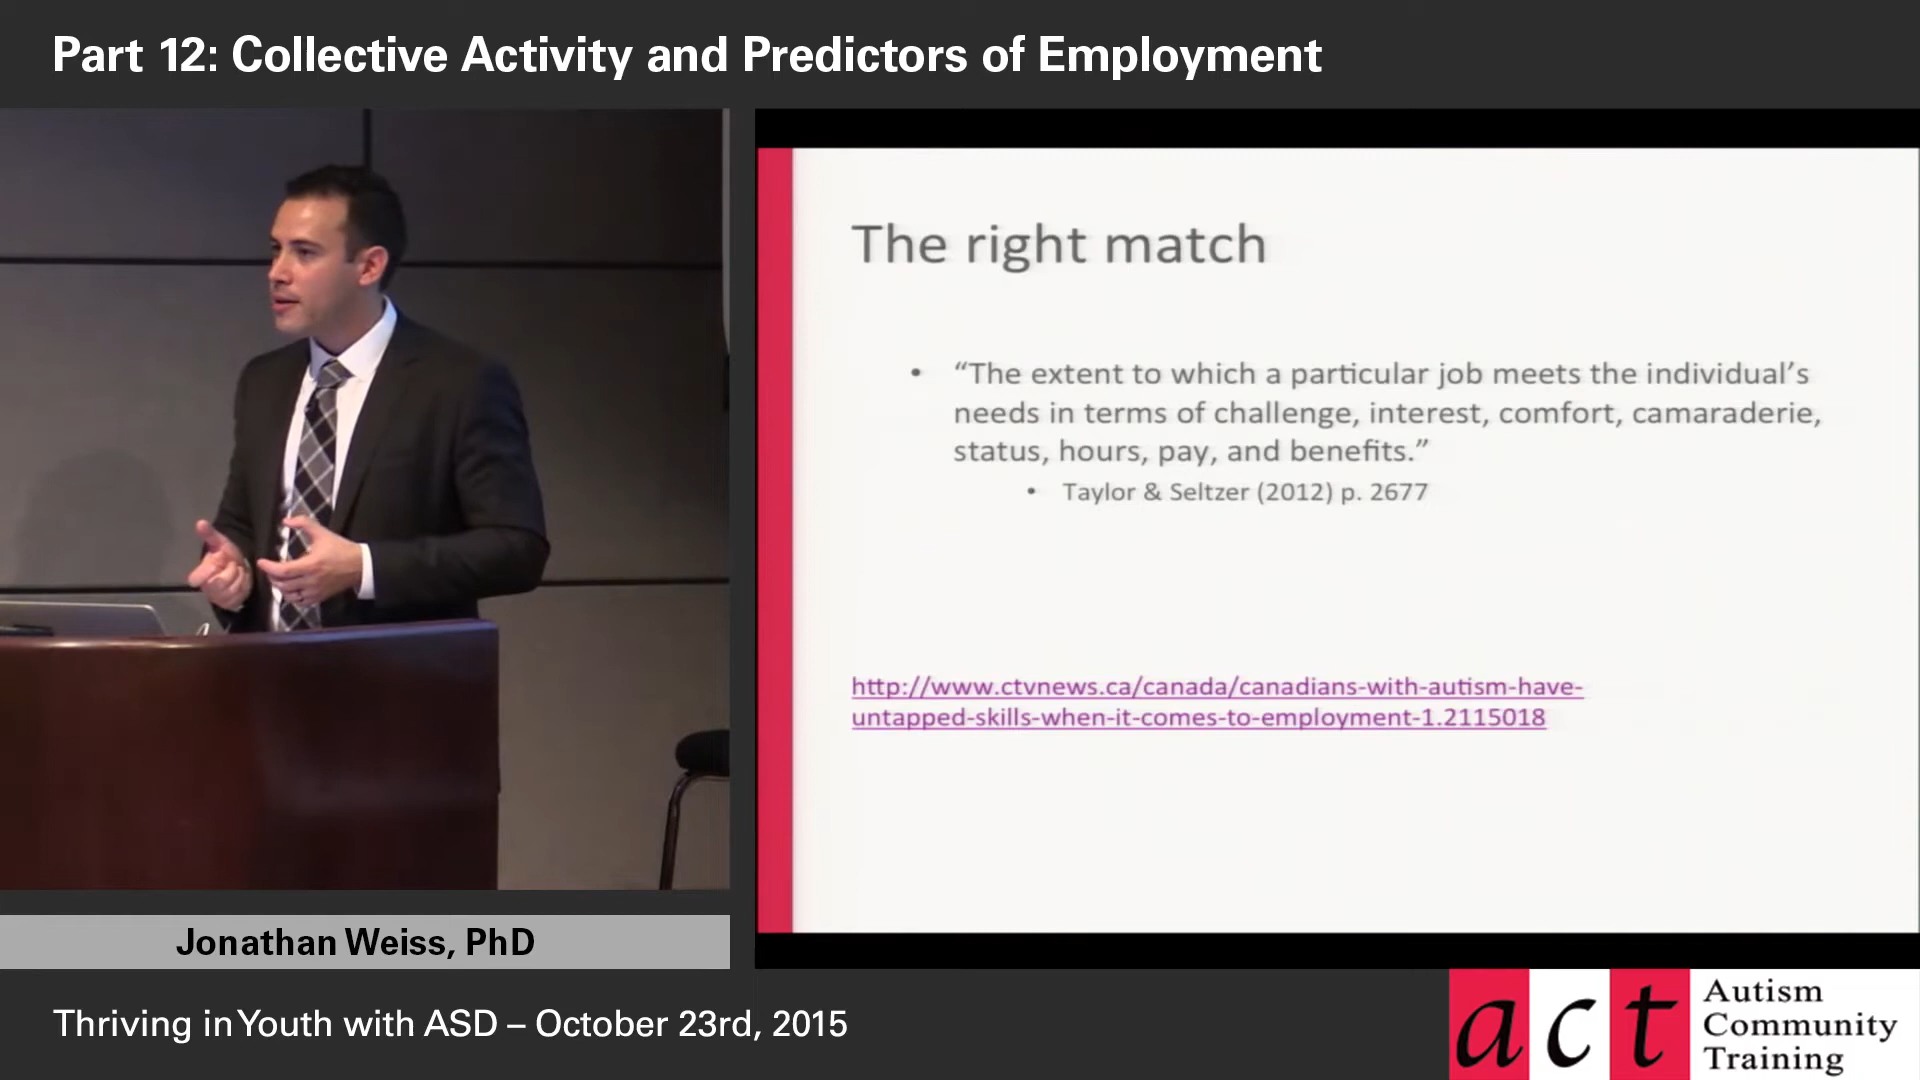 Part 12: Collective Activity and Predictors of Employment
The right match
• “The extent to which a particular job meets the individual’s
needs in terms of challenge, interest, comfort, camaraderie,
status, hours, pay, and benefits.”
• Taylor & Seltzer (2012) p. 2677
http://www.ctvnews.ca/canada/canadians-with-autism-have-
untapped-skills-when-it-comes-to-employment-1.2115018
Jonathan Weiss, PhD
Thriving in Youth with ASD – October 23rd, 2015
act
Autism
Community
Training